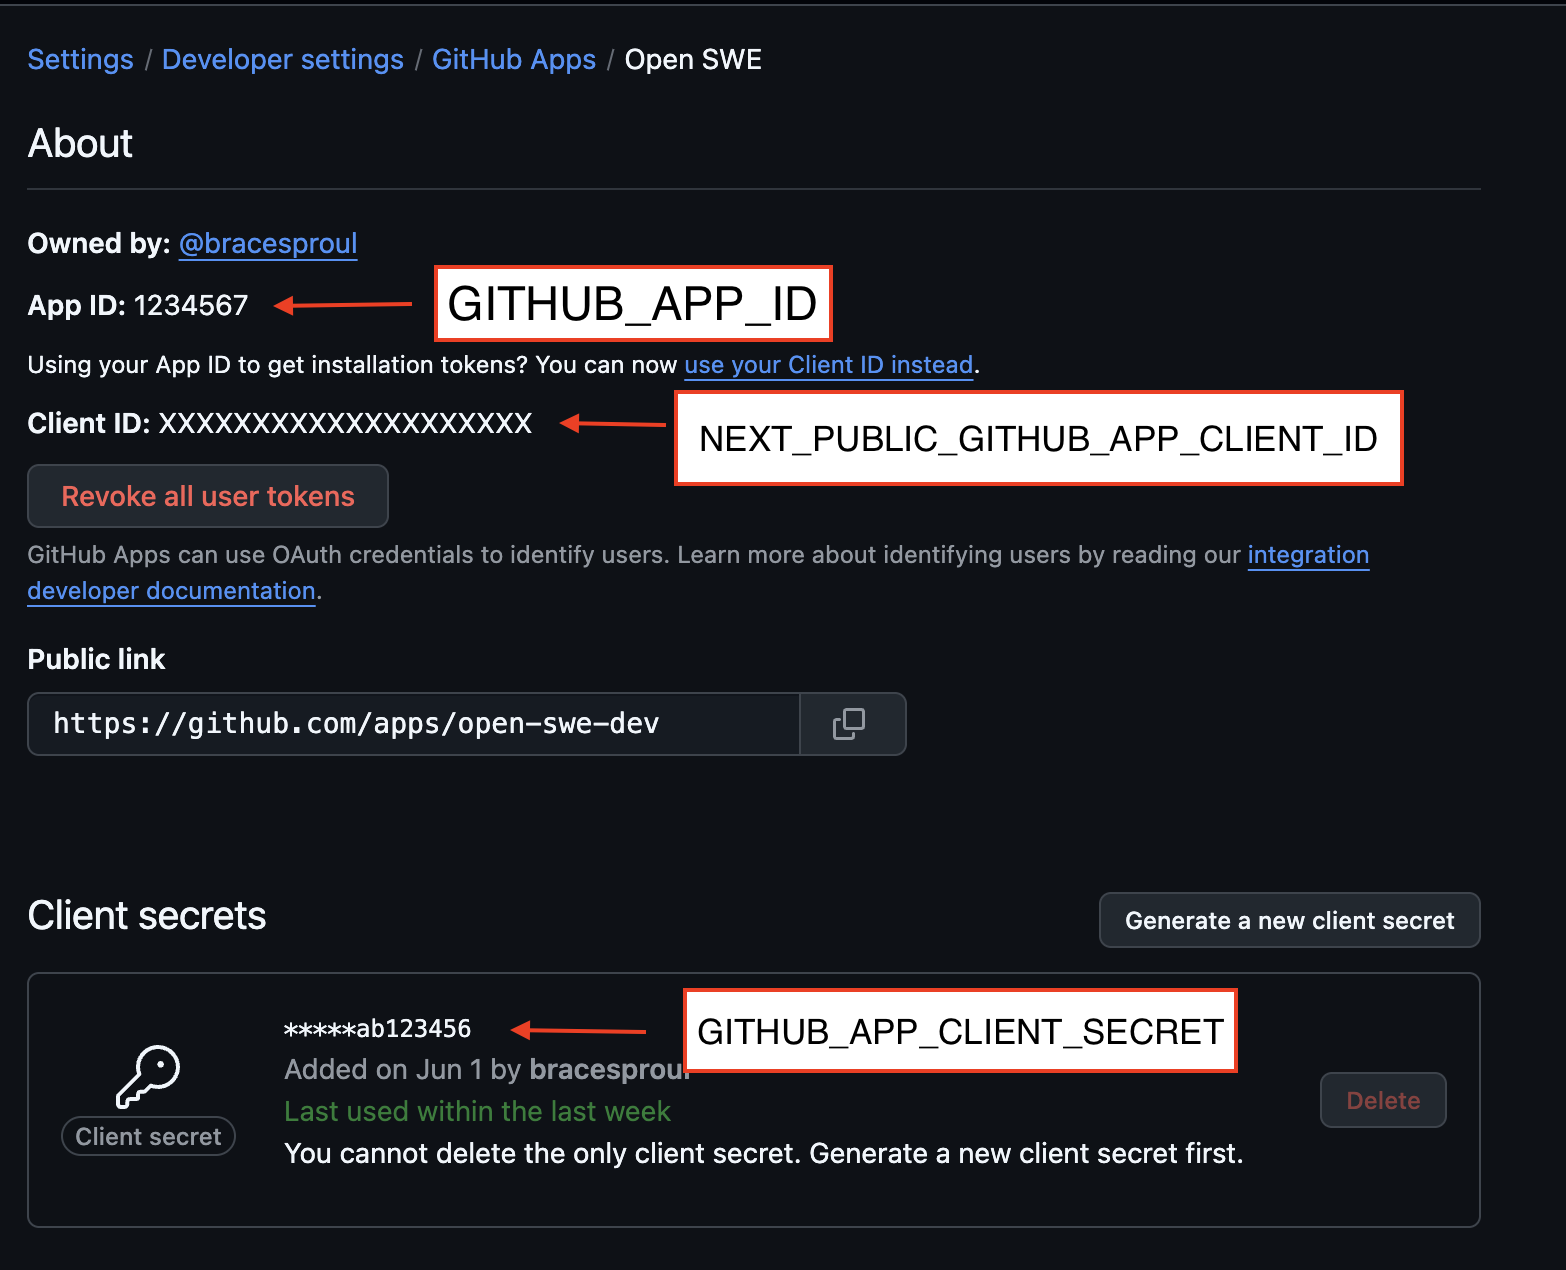 Settings / Developer settings / GitHub Apps / Open SWE
About
Owned by: @bracesproul
App ID: 1234567
GITHUB_APP_ID
Using your App ID to get installation tokens? You can now use your Client ID instead.
Client ID: XXXXXXXXXXXXXXXXXXXX
NEXT_PUBLIC_GITHUB_APP_CLIENT_ID
Revoke all user tokens
GitHub Apps can use OAuth credentials to identify users. Learn more about identifying users by reading our integration
developer documentation.
Public link
https://github.com/apps/open-swe-dev
Client secrets
Generate a new client secret
*****ab123456
GITHUB_APP_CLIENT_SECRET
Added on Jun 1 by bracesproul
Last used within the last week
Delete
Client secret
You cannot delete the only client secret. Generate a new client secret first.